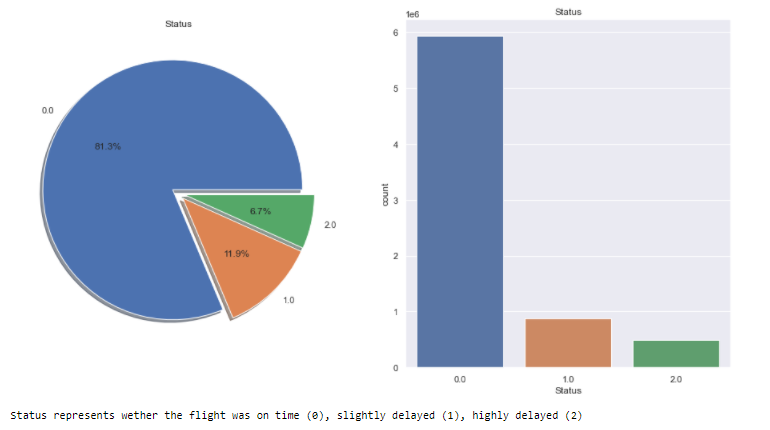 Status
0.0
81.3%
6.7%
2.0
11.9%
1.0
Status
1e6
6
5
4
3
2
1
0
count
0.0
1.0
2.0
Status
Status represents wether the flight was on time (0), slightly delayed (1), highly delayed (2)